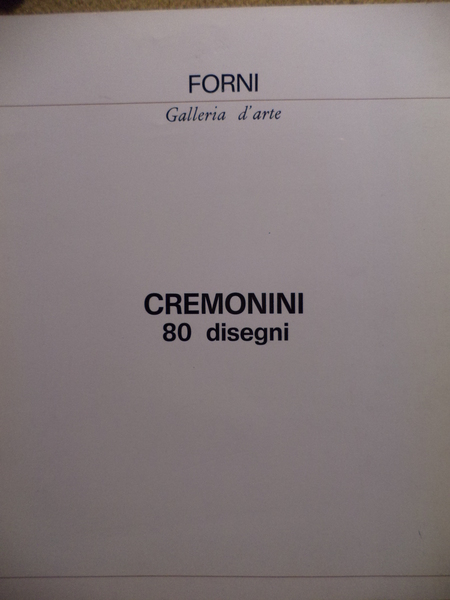 FORNI
Galleria d'arte
CREMONINI
80 disegni